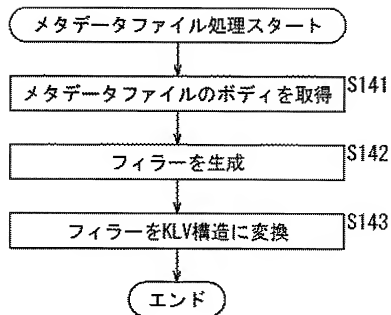 メタデータファイル処理スタート
メタデータファイルのボディを取得 S141
フィラーを生成 S142
フィラーをKLV構造に変換 S143
エンド